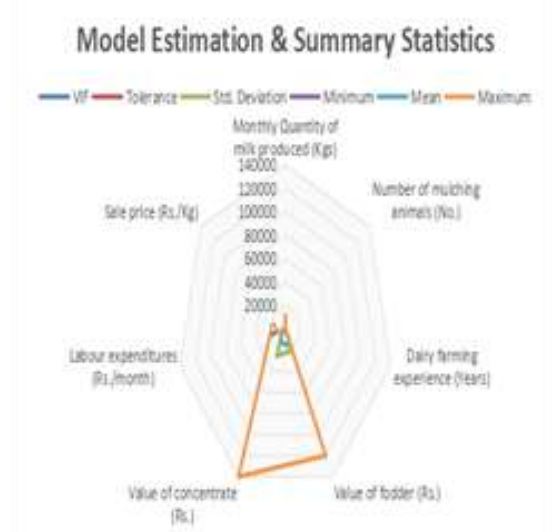 Model Estimation & Summary Statistics
VIF Tolerance Std. Deviation Minimum Mean Maximum
Monthly Quantity of
milk produced (Kgs)
140000
120000
100000
80000
60000
40000
20000
0
Number of mulching
animals (No.)
Sale price (Rs./Kg)
Labour expenditures
(Rs./month)
Dairy farming
experience (Years)
Value of concentrate
(Rs.)
Value of fodder (Rs.)